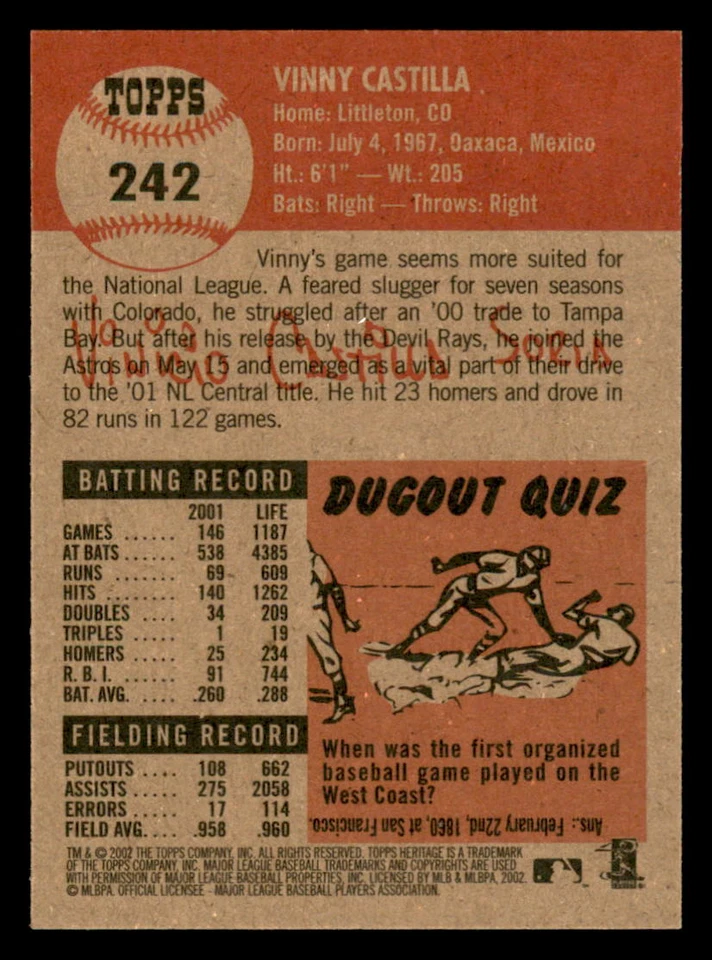 TOPPS
242
VINNY CASTILLA
Home: Littleton, CO
Born: July 4, 1967, Oaxaca, Mexico
Ht.: 6'1" — Wt.: 205
Bats: Right — Throws: Right
Vinny's game seems more suited for
the National League. A feared slugger for seven seasons
with Colorado, he struggled after an '00 trade to Tampa
Bay. But after his release by the Devil Rays, he joined the
Astros on May 15 and emerged as a vital part of their drive
to the '01 NL Central title. He hit 23 homers and drove in
82 runs in 122 games.
Castilla Soria
BATTING RECORD
2001 LIFE
GAMES ...... 146 1187
AT BATS ...... 538 4385
RUNS ....... 69 609
HITS ........ 140 1262
DOUBLES .... 34 209
TRIPLES ..... 1 19
HOMERS .... 25 234
R. B. I. ...... 91 744
BAT. AVG. .... .260 .288
FIELDING RECORD
PUTOUTS .... 108 662
ASSISTS ..... 275 2058
ERRORS ..... 17 114
FIELD AVG. ... .958 .960
DUGOUT QUIZ
When was the first organized
baseball game played on the
West Coast?
Ans.: February 22nd, 1860, at San Francisco.
TM & © 2002 THE TOPPS COMPANY, INC. ALL RIGHTS RESERVED. TOPPS HERITAGE IS A TRADEMARK
OF THE TOPPS COMPANY, INC. MAJOR LEAGUE BASEBALL TRADEMARKS AND COPYRIGHTS ARE USED
WITH PERMISSION OF MAJOR LEAGUE BASEBALL PROPERTIES, INC. LICENSED BY MLB & MLBPA, 2002.
© MLBPA. OFFICIAL LICENSEE - MAJOR LEAGUE BASEBALL PLAYERS ASSOCIATION.